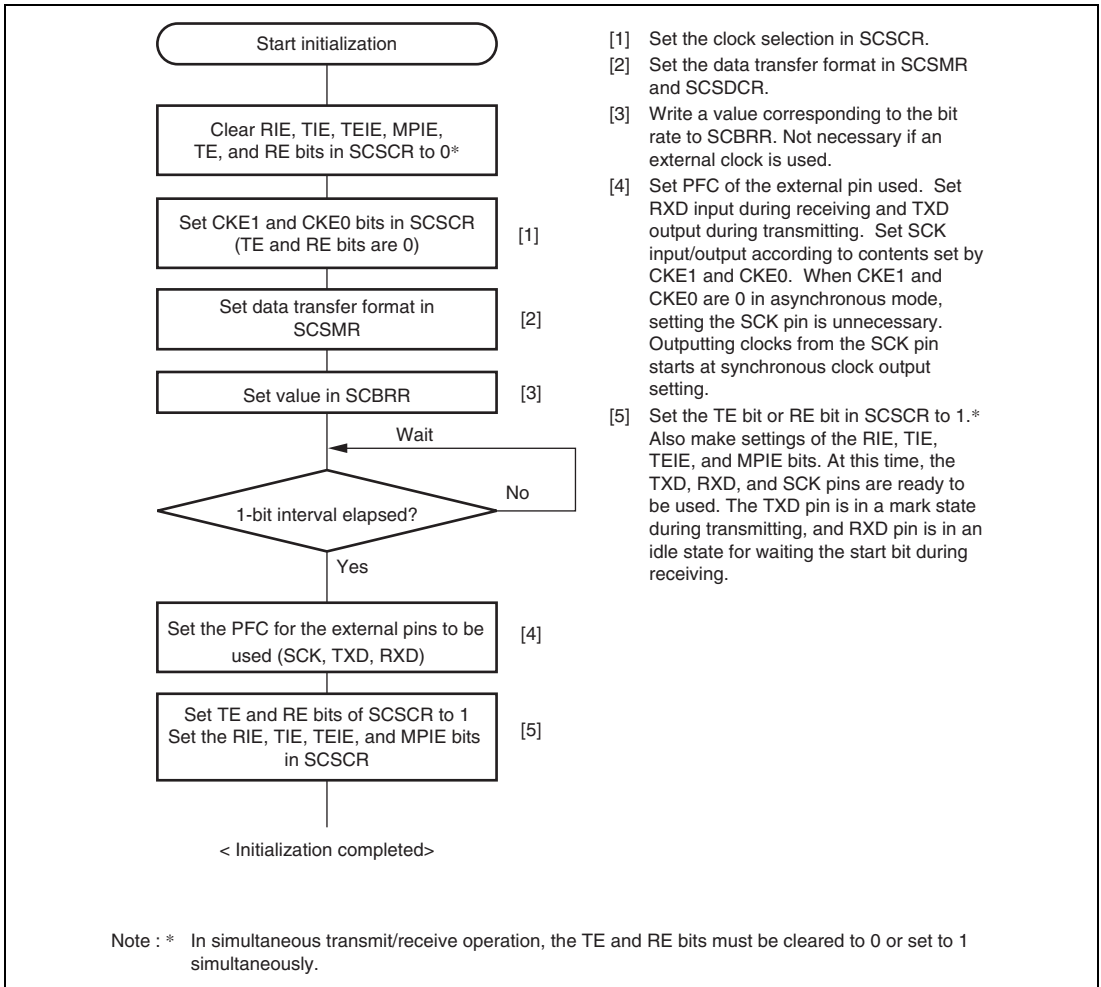 Start initialization
Clear RIE, TIE, TEIE, MPIE,
TE, and RE bits in SCSCR to 0*
Set CKE1 and CKE0 bits in SCSCR
(TE and RE bits are 0)
[1]
Set data transfer format in
SCSMR
[2]
Set value in SCBRR
[3]
Wait
1-bit interval elapsed?
No
Yes
Set the PFC for the external pins to be
used (SCK, TXD, RXD)
[4]
Set TE and RE bits of SCSCR to 1
Set the RIE, TIE, TEIE, and MPIE bits
in SCSCR
[5]
< Initialization completed>
[1] Set the clock selection in SCSCR.
[2] Set the data transfer format in SCSMR
and SCSDCR.
[3] Write a value corresponding to the bit
rate to SCBRR. Not necessary if an
external clock is used.
[4] Set PFC of the external pin used. Set
RXD input during receiving and TXD
output during transmitting. Set SCK
input/output according to contents set by
CKE1 and CKE0. When CKE1 and
CKE0 are 0 in asynchronous mode,
setting the SCK pin is unnecessary.
Outputting clocks from the SCK pin
starts at synchronous clock output
setting.
[5] Set the TE bit or RE bit in SCSCR to 1.*
Also make settings of the RIE, TIE,
TEIE, and MPIE bits. At this time, the
TXD, RXD, and SCK pins are ready to
be used. The TXD pin is in a mark state
during transmitting, and RXD pin is in an
idle state for waiting the start bit during
receiving.
Note : * In simultaneous transmit/receive operation, the TE and RE bits must be cleared to 0 or set to 1
simultaneously.